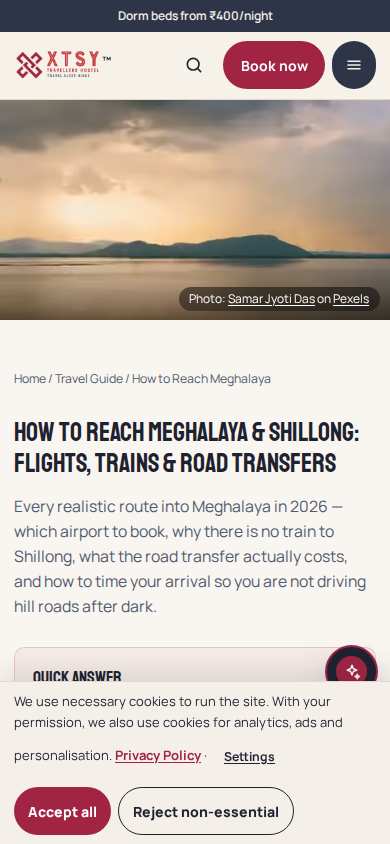 Dorm beds from ₹400/night
XTSY™
TRAVELLERS HOSTEL
TRAVEL SLEEP BINGE
Book now
Photo: Samar Jyoti Das on Pexels
Home / Travel Guide / How to Reach Meghalaya
HOW TO REACH MEGHALAYA & SHILLONG:
FLIGHTS, TRAINS & ROAD TRANSFERS
Every realistic route into Meghalaya in 2026 —
which airport to book, why there is no train to
Shillong, what the road transfer actually costs,
and how to time your arrival so you are not driving
hill roads after dark.
QUICK ANSWER
We use necessary cookies to run the site. With your
permission, we also use cookies for analytics, ads and
personalisation. Privacy Policy · Settings
Accept all
Reject non-essential